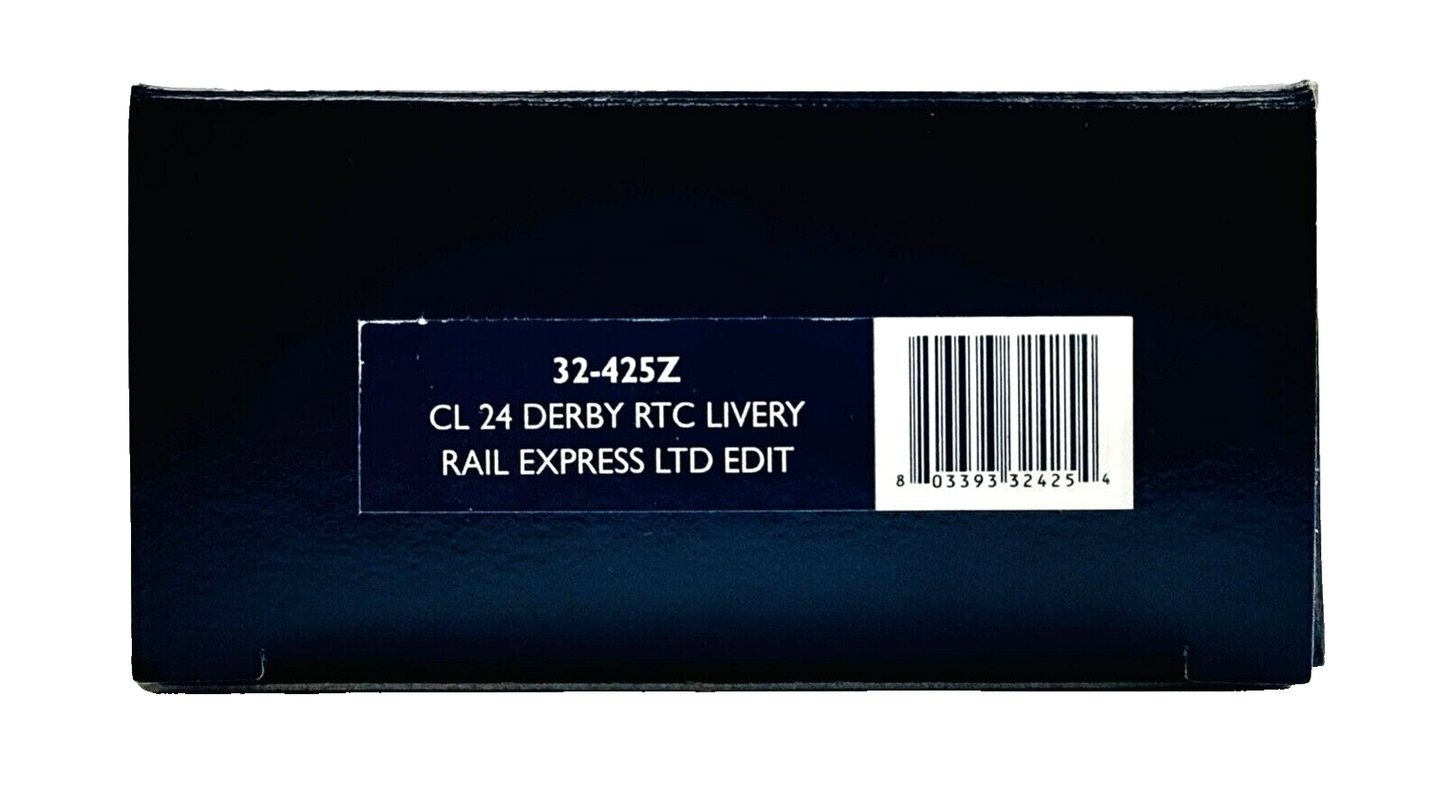 32-425Z
CL 24 DERBY RTC LIVERY
RAIL EXPRESS LTD EDIT
8 03393 32425 4